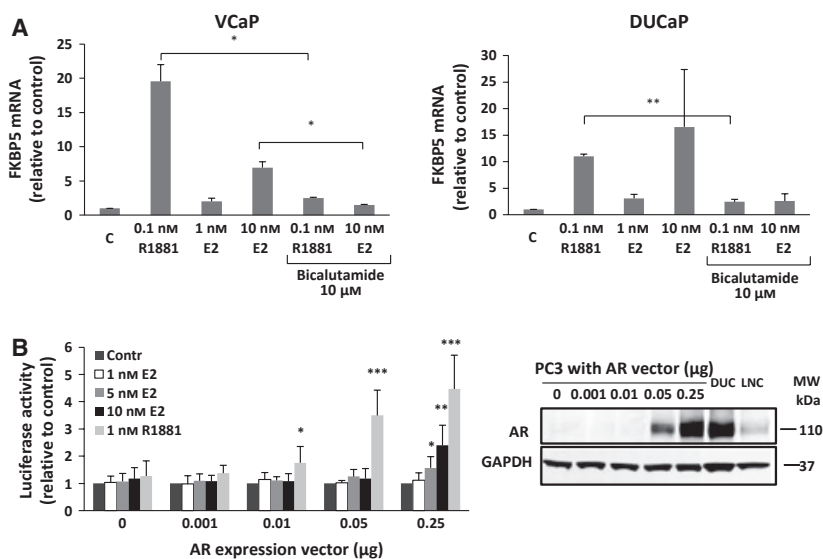 A
VCaP
FKBP5 mRNA
(relative to control)
25
20
15
10
5
0
*
*
C
0.1 nM
R1881
1 nM
E2
10 nM
E2
0.1 nM
R1881
10 nM
E2
Bicalutamide
10 µM
DUCaP
FKBP5 mRNA
(relative to control)
30
25
20
15
10
5
0
**
C
0.1 nM
R1881
1 nM
E2
10 nM
E2
0.1 nM
R1881
10 nM
E2
Bicalutamide
10 µM
B
Luciferase activity
(relative to control)
6
5
4
3
2
1
0
Contr
1 nM E2
5 nM E2
10 nM E2
1 nM R1881
*
***
*
**
***
0
0.001
0.01
0.05
0.25
AR expression vector (µg)
PC3 with AR vector (µg)
0 0.001 0.01 0.05 0.25 DUC LNC
MW
kDa
AR
110
GAPDH
37